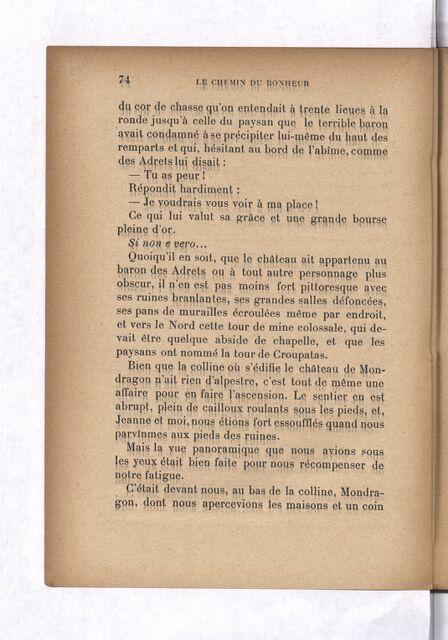 74 LE CHEMIN DU BONHEUR
du cor de chasse qu'on entendait à trente lieues à la
ronde jusqu'à celle du paysan que le terrible baron
avait condamné à se précipiter lui-même du haut des
remparts et qui, hésitant au bord de l'abîme, comme
des Adrets lui disait :
— Tu as peur !
Répondit hardiment :
— Je voudrais vous voir à ma place !
Ce qui lui valut sa grâce et une grande bourse
pleine d'or.
Si non e vero...
Quoiqu'il en soit, que le château ait appartenu au
baron des Adrets ou à tout autre personnage plus
obscur, il n'en est pas moins fort pittoresque avec
ses ruines branlantes, ses grandes salles défoncées,
ses pans de murailles écroulées même par endroit,
et vers le Nord cette tour de mine colossale, qui de-
vait être quelque abside de chapelle, et que les
paysans ont nommé la tour de Croupatas.
Bien que la colline où s'édifie le château de Mon-
dragon n'ait rien d'alpestre, c'est tout de même une
affaire pour en faire l'ascension. Le sentier en est
abrupt, plein de cailloux roulants sous les pieds, et,
Jeanne et moi, nous étions fort essoufflés quand nous
parvînmes aux pieds des ruines.
Mais la vue panoramique que nous avions sous
les yeux était bien faite pour nous récompenser de
notre fatigue.
C'était devant nous, au bas de la colline, Mondra-
gon, dont nous apercevions les maisons et un coin